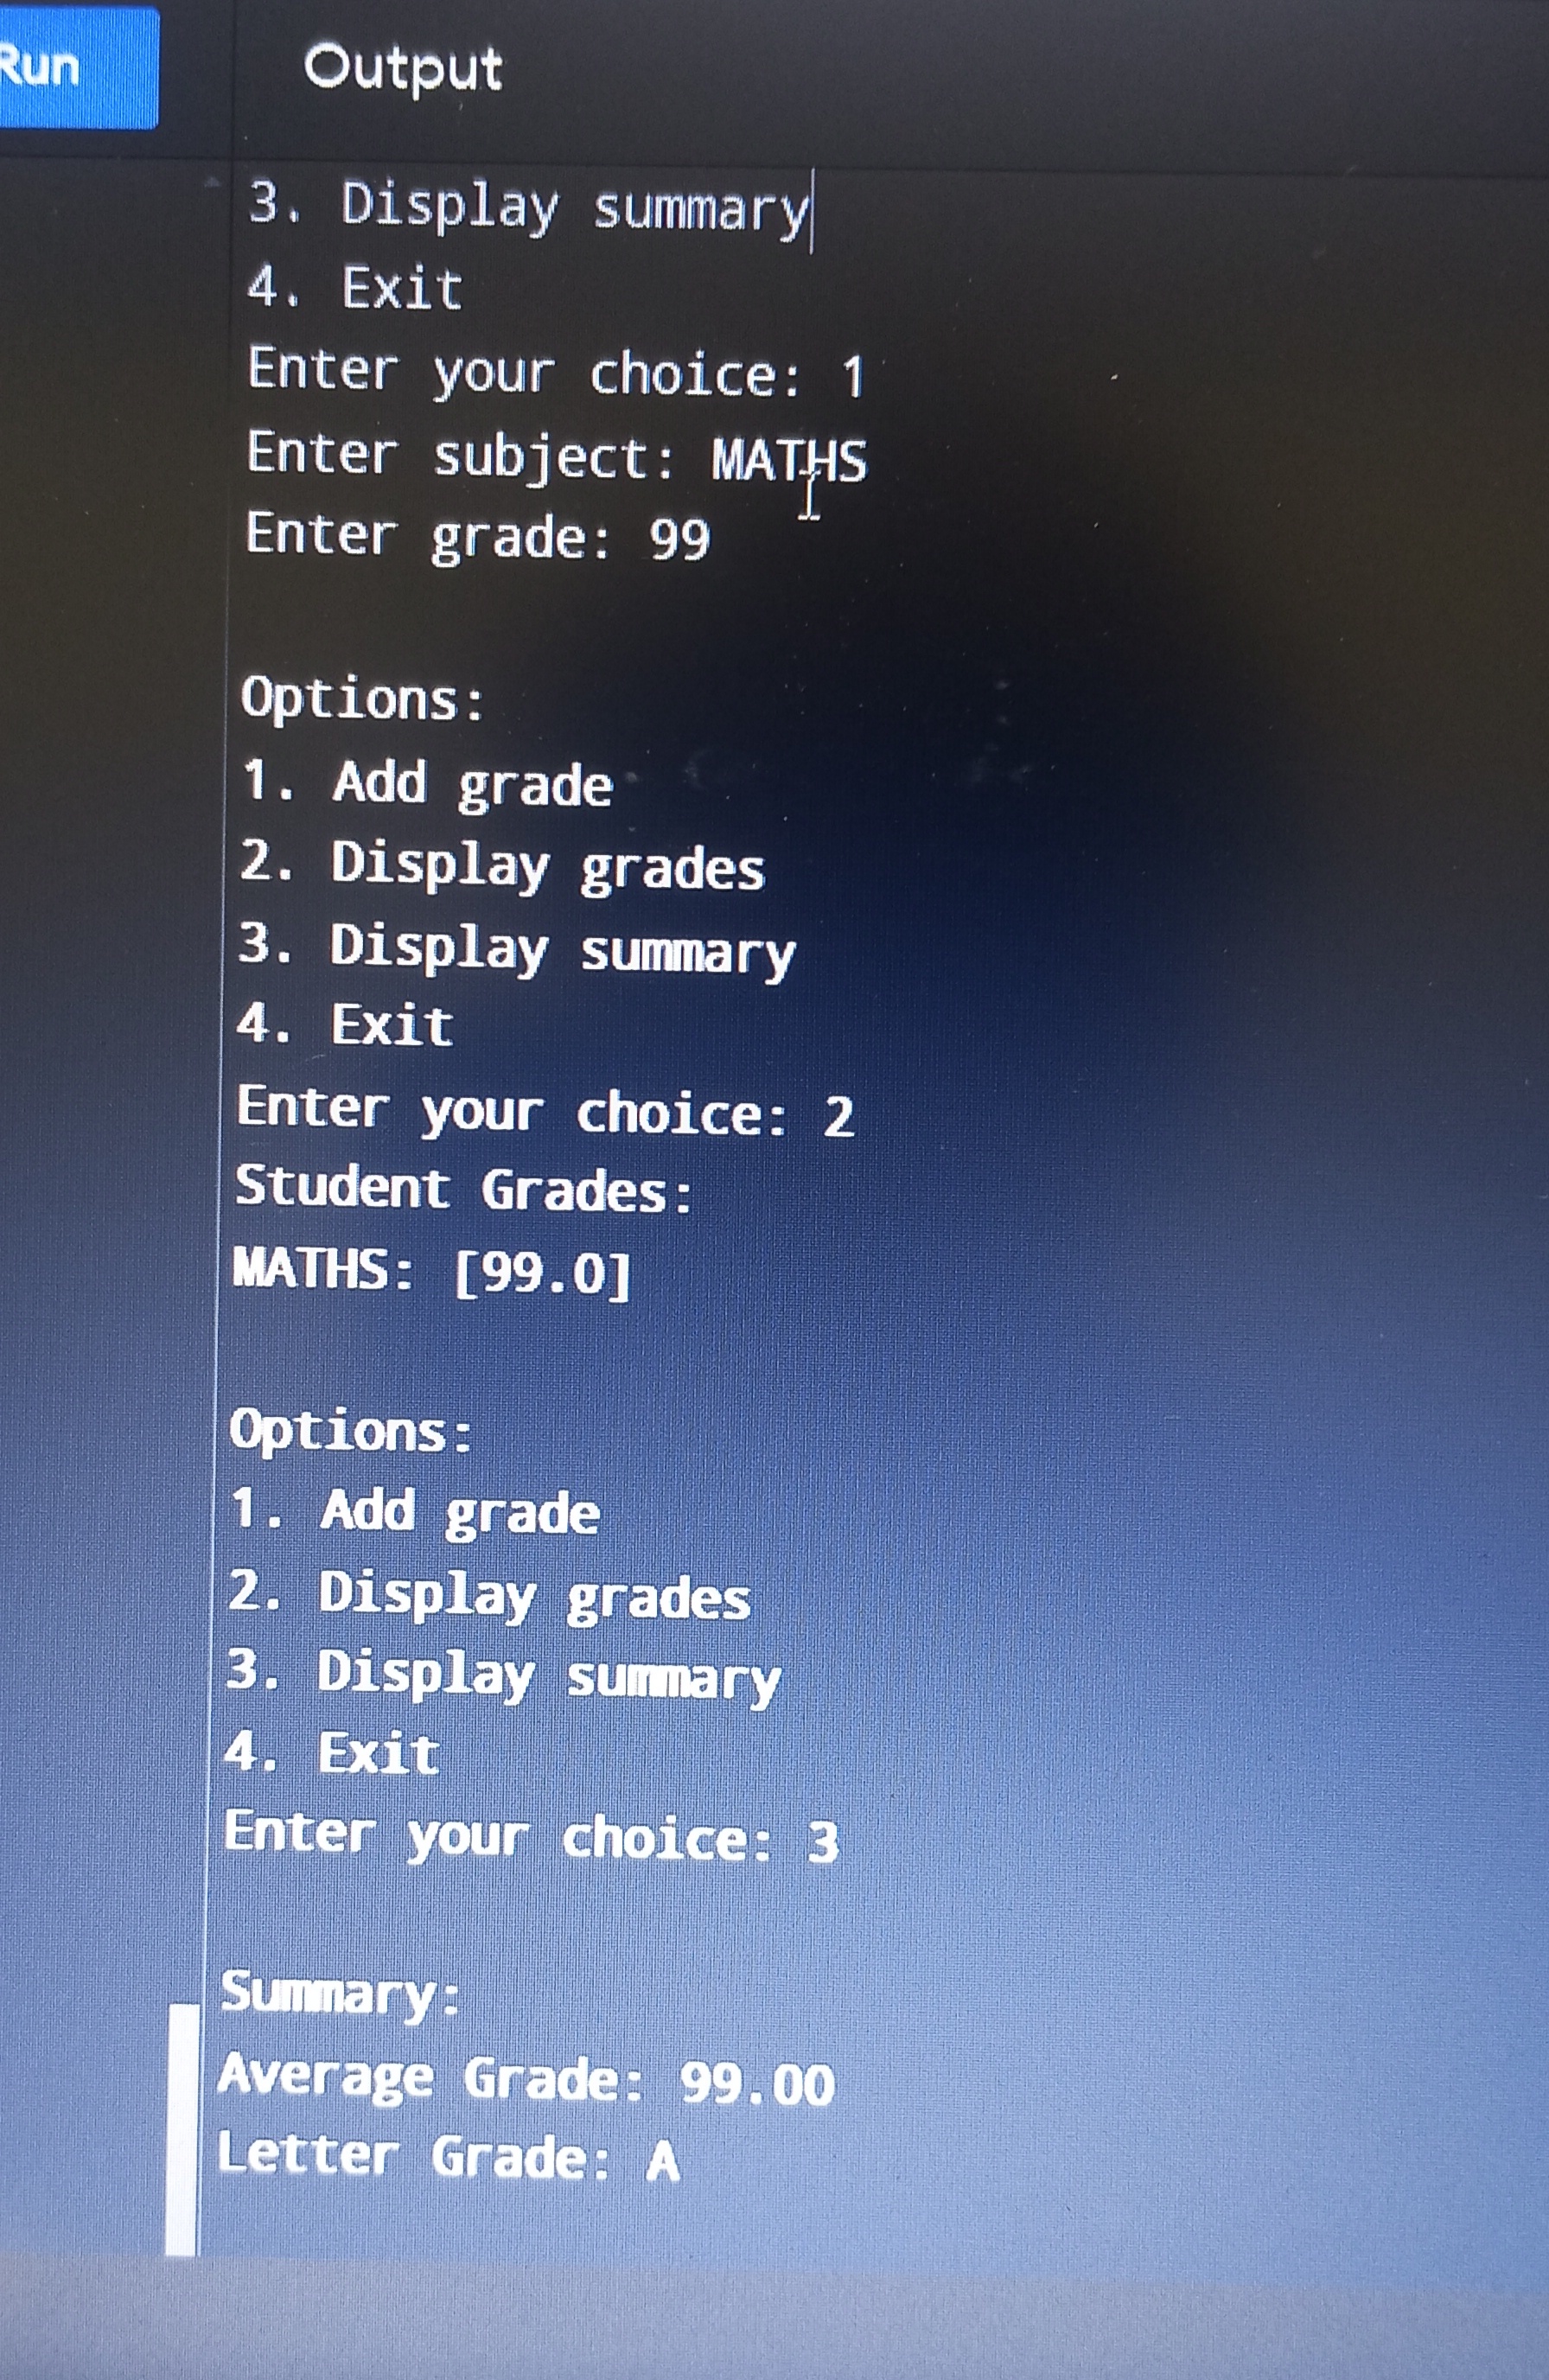 Run
Output
3. Display summary
4. Exit
Enter your choice: 1
Enter subject: MATHS
Enter grade: 99
Options:
1. Add grade
2. Display grades
3. Display summary
4. Exit
Enter your choice: 2
Student Grades:
MATHS: [99.0]
Options:
1. Add grade
2. Display grades
3. Display summary
4. Exit
Enter your choice: 3
Summary:
Average Grade: 99.00
Letter Grade: A